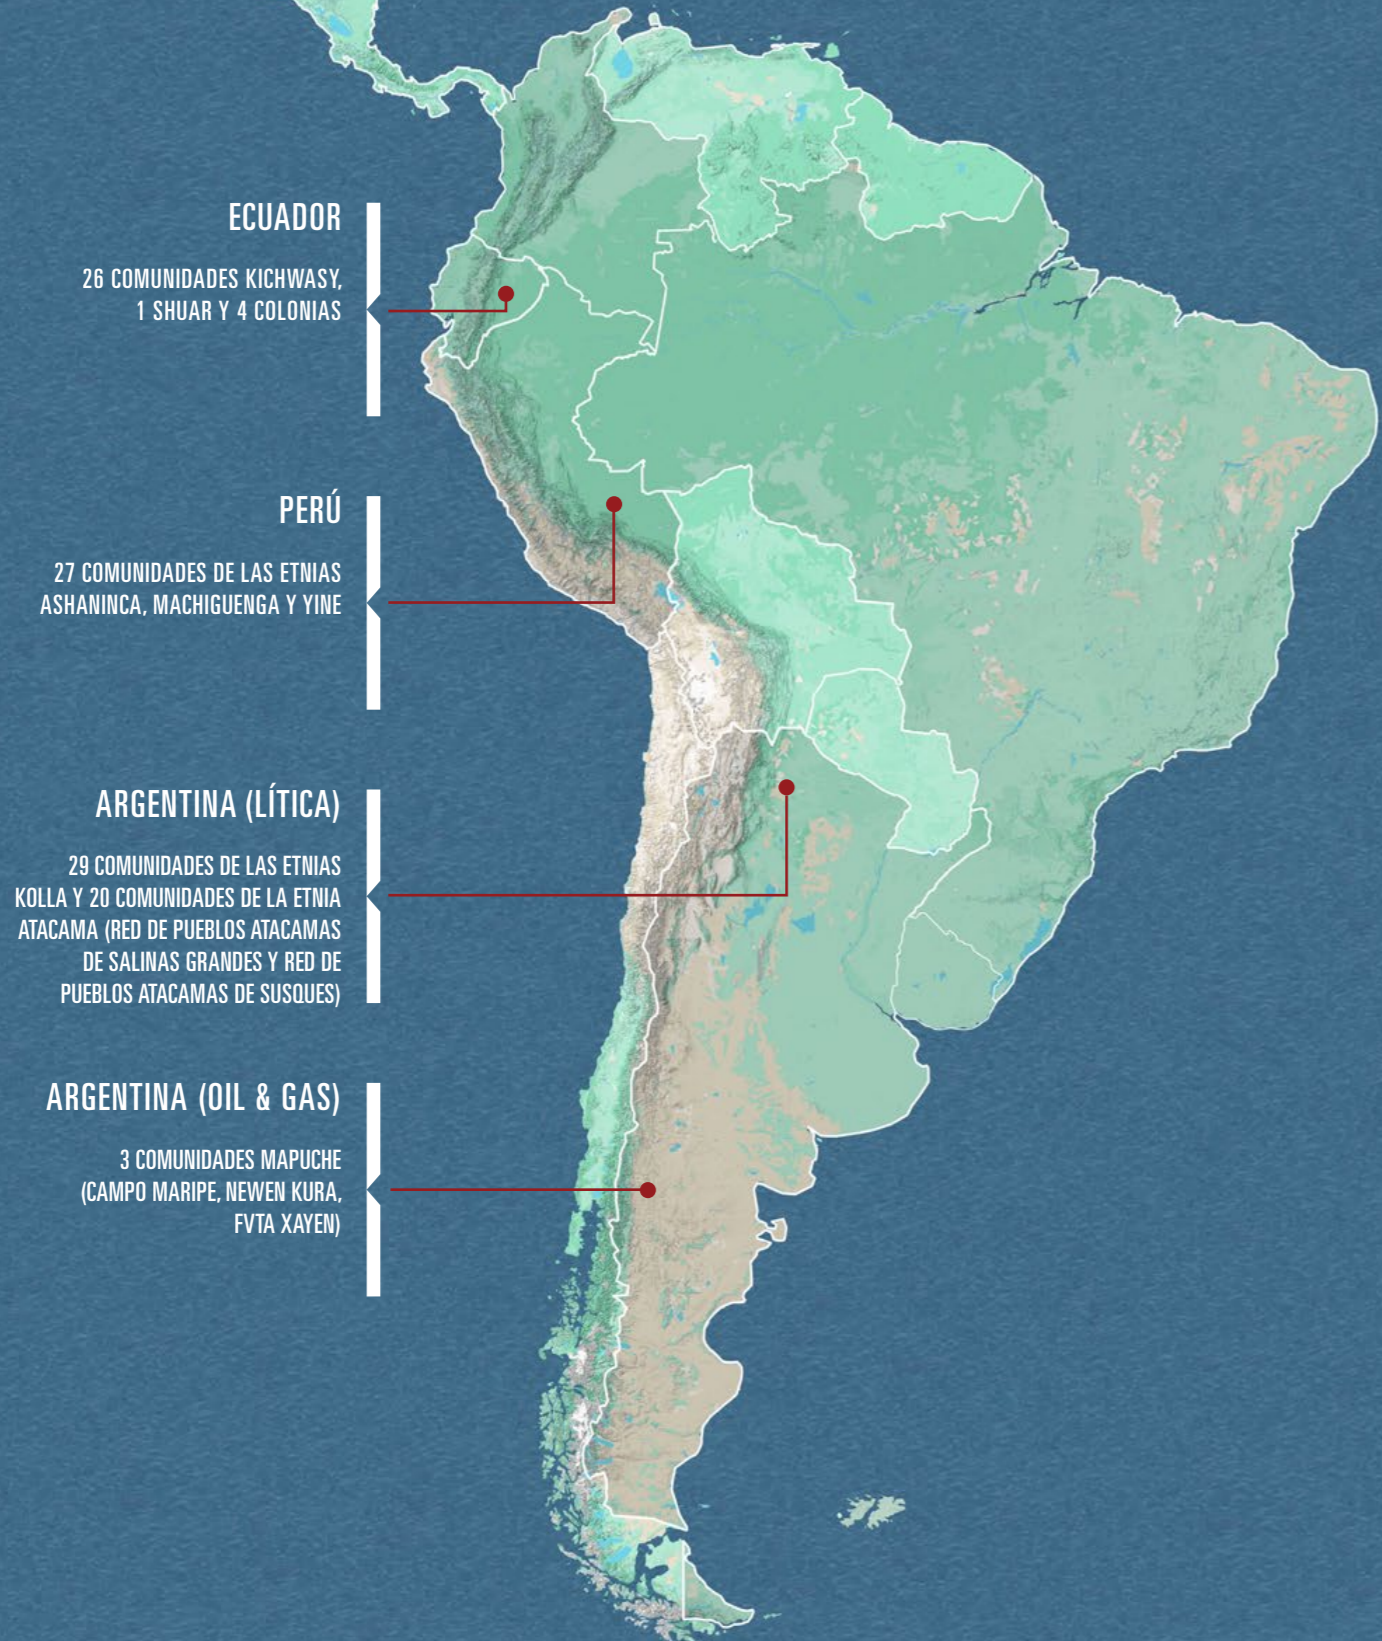 ECUADOR
26 COMUNIDADES KICHWASY,
1 SHUAR Y 4 COLONIAS
PERÚ
27 COMUNIDADES DE LAS ETNIAS
ASHANINCA, MACHIGUENGA Y YINE
ARGENTINA (LÍTICA)
29 COMUNIDADES DE LAS ETNIAS
KOLLA Y 20 COMUNIDADES DE LA ETNIA
ATACAMA (RED DE PUEBLOS ATACAMAS
DE SALINAS GRANDES Y RED DE
PUEBLOS ATACAMAS DE SUSQUES)
ARGENTINA (OIL & GAS)
3 COMUNIDADES MAPUCHE
(CAMPO MARIPE, NEWEN KURA,
FVTA XAYEN)